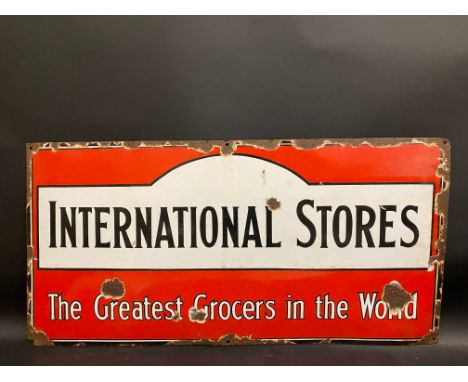 INTERNATIONAL STORES
The Greatest Grocers in the World